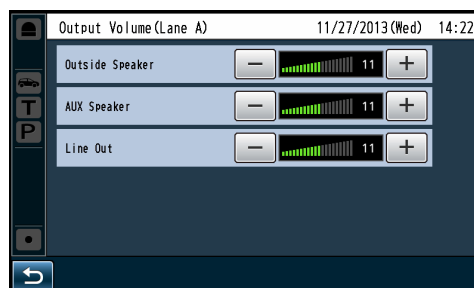 Output Volume(Lane A) 11/27/2013(Wed) 14:22
Outside Speaker − 11 +
AUX Speaker − 11 +
T
P
Line Out − 11 +